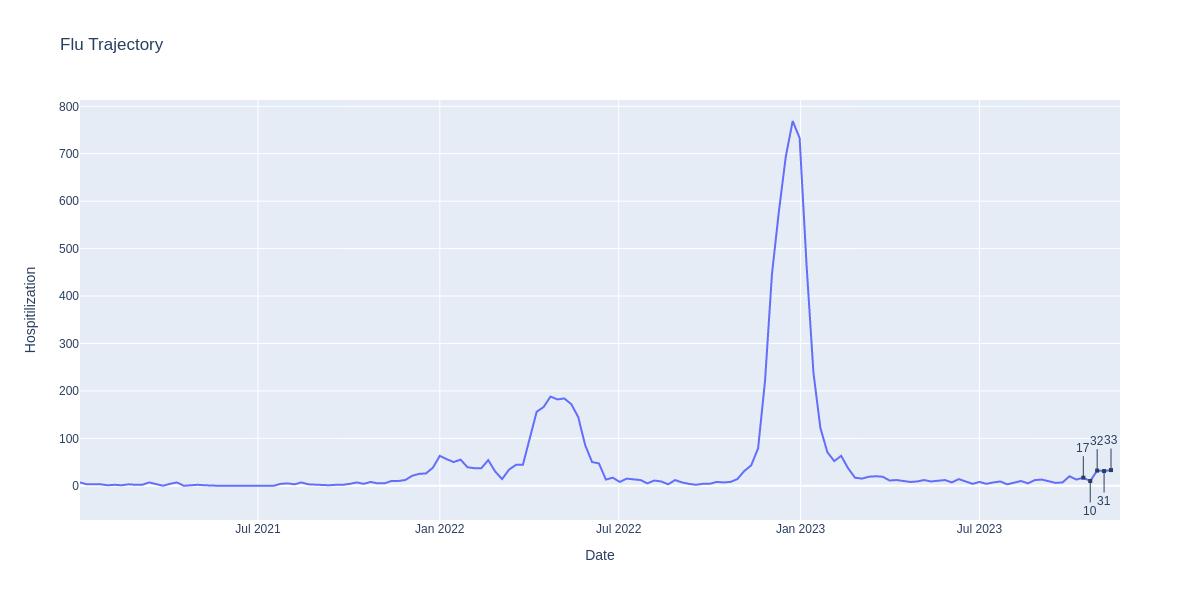 Flu Trajectory
800
700
600
500
400
300
200
100
0
Hospitilization
17
10
32
31
33
Jul 2021
Jan 2022
Jul 2022
Jan 2023
Jul 2023
Date